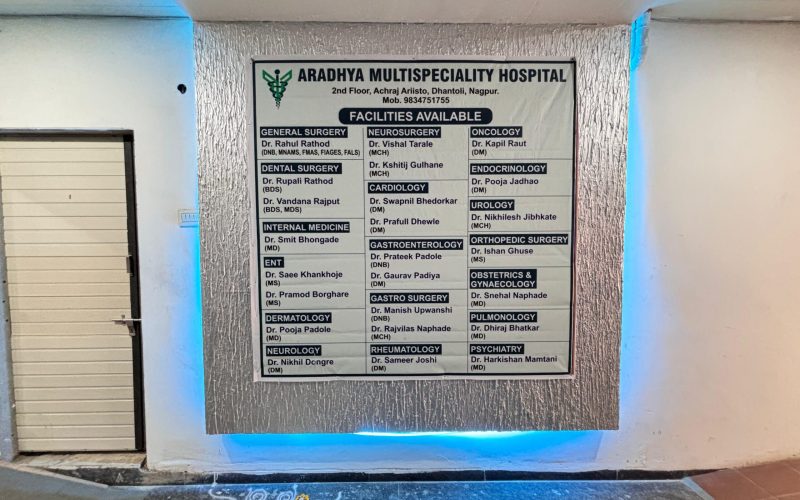 ARADHYA MULTISPECIALITY HOSPITAL
2nd Floor, Achraj Ariisto, Dhantoli, Nagpur.
Mob. 9834751755
FACILITIES AVAILABLE
GENERAL SURGERY
Dr. Rahul Rathod
(DNB, MNAMS, FMAS, FIAGES, FALS)
DENTAL SURGERY
Dr. Rupali Rathod
(BDS)
Dr. Vandana Rajput
(BDS, MDS)
INTERNAL MEDICINE
Dr. Smit Bhongade
(MD)
ENT
Dr. Saee Khankhoje
(MS)
Dr. Pramod Borghare
(MS)
DERMATOLOGY
Dr. Pooja Padole
(MD)
NEUROLOGY
Dr. Nikhil Dongre
(DM)
NEUROSURGERY
Dr. Vishal Tarale
(MCH)
Dr. Kshitij Gulhane
(MCH)
CARDIOLOGY
Dr. Swapnil Bhedorkar
(DM)
Dr. Prafull Dhewle
(DM)
GASTROENTEROLOGY
Dr. Prateek Padole
(DNB)
Dr. Gaurav Padiya
(DM)
GASTRO SURGERY
Dr. Manish Upwanshi
(DNB)
Dr. Rajvilas Naphade
(MCH)
RHEUMATOLOGY
Dr. Sameer Joshi
(DM)
ONCOLOGY
Dr. Kapil Raut
(DM)
ENDOCRINOLOGY
Dr. Pooja Jadhao
(DM)
UROLOGY
Dr. Nikhilesh Jibhkate
(MCH)
ORTHOPEDIC SURGERY
Dr. Ishan Ghuse
(MS)
OBSTETRICS &
GYNAECOLOGY
Dr. Snehal Naphade
(MD)
PULMONOLOGY
Dr. Dhiraj Bhatkar
(MD)
PSYCHIATRY
Dr. Harkishan Mamtani
(MD)